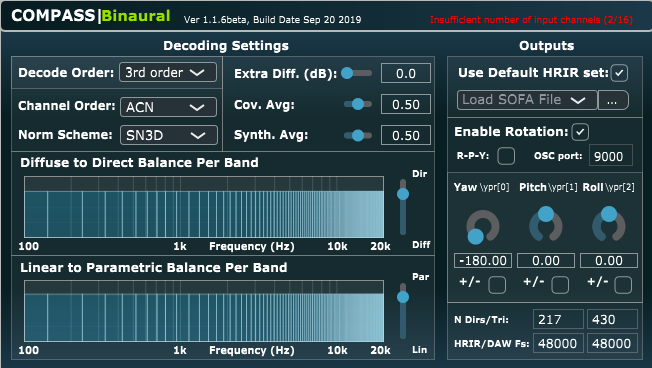 COMPASS|Binaural Ver 1.1.6beta, Build Date Sep 20 2019 Insufficient number of input channels (2/16)
Decoding Settings
Decode Order: 3rd order
Channel Order: ACN
Norm Scheme: SN3D
Extra Diff. (dB): 0.0
Cov. Avg: 0.50
Synth. Avg: 0.50
Diffuse to Direct Balance Per Band
Dir
100 1k Frequency (Hz) 10k 20k Diff
Linear to Parametric Balance Per Band
Par
100 1k Frequency (Hz) 10k 20k Lin
Outputs
Use Default HRIR set:
Load SOFA File ...
Enable Rotation:
R-P-Y: OSC port: 9000
Yaw \ypr[0] Pitch\ypr[1] Roll \ypr[2]
-180.00 0.00 0.00
+/- +/- +/-
N Dirs/Tri: 217 430
HRIR/DAW Fs: 48000 48000